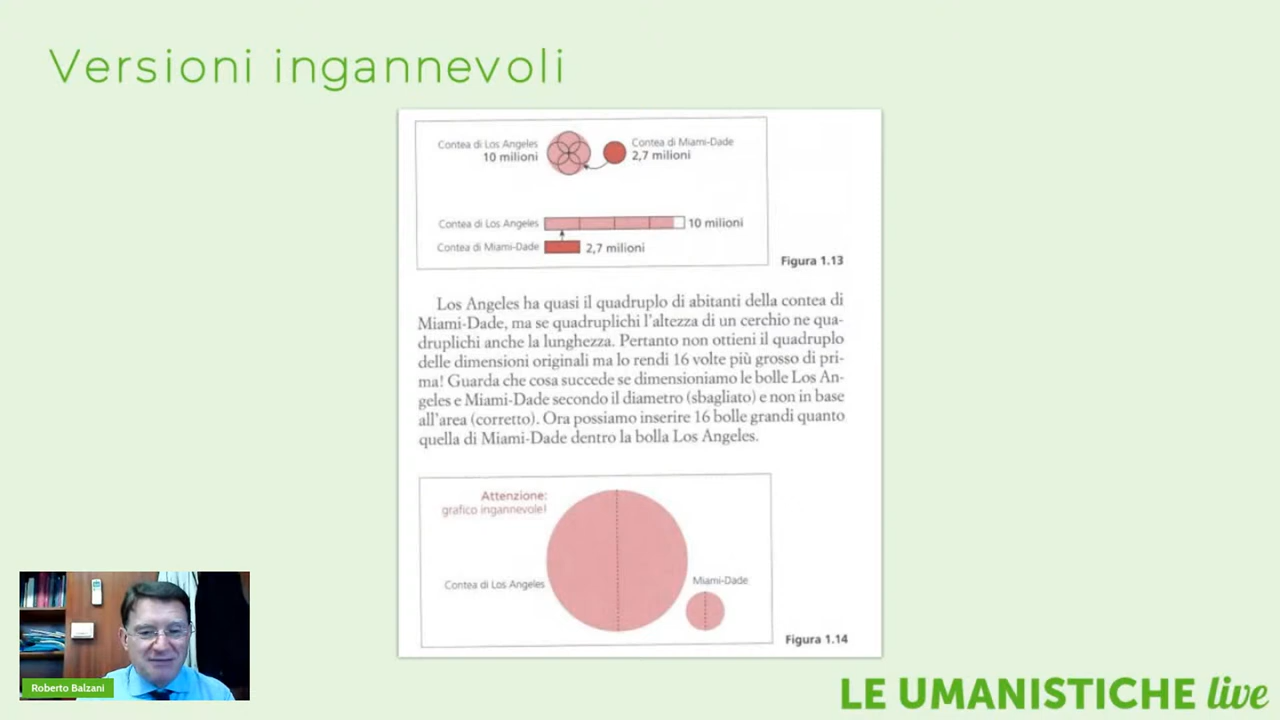 Versioni ingannevoli
Contea di Los Angeles
10 milioni
Contea di Miami-Dade
2,7 milioni
Contea di Los Angeles
10 milioni
Contea di Miami-Dade
2,7 milioni
Figura 1.13
Los Angeles ha quasi il quadruplo di abitanti della contea di
Miami-Dade, ma se quadruplichi l'altezza di un cerchio ne qua-
druplichi anche la lunghezza. Pertanto non ottieni il quadruplo
delle dimensioni originali ma lo rendi 16 volte più grosso di pri-
ma! Guarda che cosa succede se dimensioniamo le bolle Los An-
geles e Miami-Dade secondo il diametro (sbagliato) e non in base
all'area (corretto). Ora possiamo inserire 16 bolle grandi quanto
quella di Miami-Dade dentro la bolla Los Angeles.
Attenzione:
grafico ingannevole!
Contea di Los Angeles
Miami-Dade
Figura 1.14
Roberto Balzani
LE UMANISTICHE live